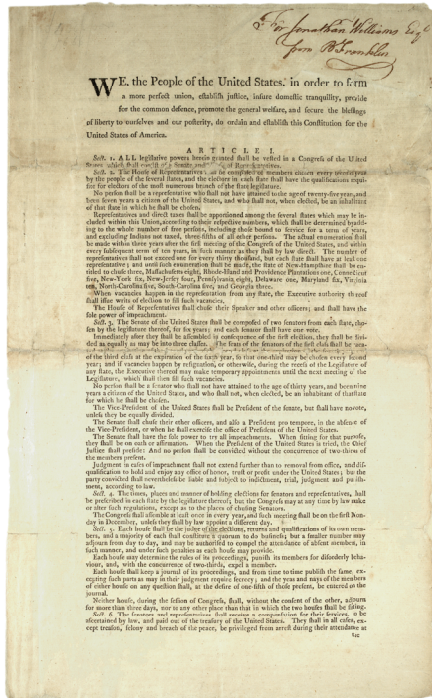 For Jonathan Williams Esqr
from B Franklin
WE, the People of the United States, in order to form
a more perfect union, establish justice, insure domestic tranquility, provide
for the common defence, promote the general welfare, and secure the blessings
of liberty to ourselves and our posterity, do ordain and establish this Constitution for the
United States of America.
ARTICLE I.
Sect. 1. ALL legislative powers herein granted shall be vested in a Congress of the United
States, which shall consist of a Senate and House of Representatives.
Sect. 2. The House of Representatives shall be composed of members chosen every second year
by the people of the several states, and the electors in each state shall have the qualifications requi-
site for electors of the most numerous branch of the state legislature.
No person shall be a representative who shall not have attained to the age of twenty-five years, and
been seven years a citizen of the United States, and who shall not, when elected, be an inhabitant
of that state in which he shall be chosen.
Representatives and direct taxes shall be apportioned among the several states which may be in-
cluded within this Union, according to their respective numbers, which shall be determined by add-
ing to the whole number of free persons, including those bound to service for a term of years,
and excluding Indians not taxed, three-fifths of all other persons. The actual enumeration shall
be made within three years after the first meeting of the Congress of the United States, and within
every subsequent term of ten years, in such manner as they shall by law direct. The number of
representatives shall not exceed one for every thirty thousand, but each state shall have at least one
representative; and until such enumeration shall be made, the state of New-Hampshire shall be en-
titled to chuse three, Massachusetts eight, Rhode-Island and Providence Plantations one, Connecticut
five, New-York six, New-Jersey four, Pennsylvania eight, Delaware one, Maryland six, Virginia
ten, North-Carolina five, South-Carolina five, and Georgia three.
When vacancies happen in the representation from any state, the Executive authority thereof
shall issue writs of election to fill such vacancies.
The House of Representatives shall chuse their Speaker and other officers; and shall have the
sole power of impeachment.
Sect. 3. The Senate of the United States shall be composed of two senators from each state, cho-
sen by the legislature thereof, for six years; and each senator shall have one vote.
Immediately after they shall be assembled in consequence of the first election, they shall be divi-
ded as equally as may be into three classes. The seats of the senators of the first class shall be vaca-
of the third class at the expiration of the sixth year, so that one-third may be chosen every second
year; and if vacancies happen by resignation, or otherwise, during the recess of the Legislature of
any state, the Executive thereof may make temporary appointments until the next meeting of the
Legislature, which shall then fill such vacancies.
No person shall be a senator who shall not have attained to the age of thirty years, and been nine
years a citizen of the United States, and who shall not, when elected, be an inhabitant of that state
for which he shall be chosen.
The Vice-President of the United States shall be President of the senate, but shall have no vote,
unless they be equally divided.
The Senate shall chuse their other officers, and also a President pro tempore, in the absence of
the Vice-President, or when he shall exercise the office of President of the United States.
The Senate shall have the sole power to try all impeachments. When sitting for that purpose,
they shall be on oath or affirmation. When the President of the United States is tried, the Chief
Justice shall preside: And no person shall be convicted without the concurrence of two-thirds of
the members present.
Judgment in cases of impeachment shall not extend further than to removal from office, and dis-
qualification to hold and enjoy any office of honor, trust or profit under the United States; but the
party convicted shall nevertheless be liable and subject to indictment, trial, judgment and punish-
ment, according to law.
Sect. 4. The times, places and manner of holding elections for senators and representatives, shall
be prescribed in each state by the legislature thereof; but the Congress may at any time by law make
or alter such regulations, except as to the places of chusing Senators.
The Congress shall assemble at least once in every year, and such meeting shall be on the first Mon-
day in December, unless they shall by law appoint a different day.
Sect. 5. Each house shall be the judge of the elections, returns and qualifications of its own mem-
bers, and a majority of each shall constitute a quorum to do business; but a smaller number may
adjourn from day to day, and may be authorised to compel the attendance of absent members, in
such manner, and under such penalties as each house may provide.
Each house may determine the rules of its proceedings, punish its members for disorderly beha-
viour, and, with the concurrence of two-thirds, expel a member.
Each house shall keep a journal of its proceedings, and from time to time publish the same, ex-
cepting such parts as may in their judgment require secrecy; and the yeas and nays of the members
of either house on any question shall, at the desire of one-fifth of those present, be entered on the
journal.
Neither house, during the session of Congress, shall, without the consent of the other, adjourn
for more than three days, nor to any other place than that in which the two houses shall be sitting.
Sect. 6. The senators and representatives shall receive a compensation for their services, to be
ascertained by law, and paid out of the treasury of the United States. They shall in all cases, ex-
cept treason, felony and breach of the peace, be privileged from arrest during their attendance at
the